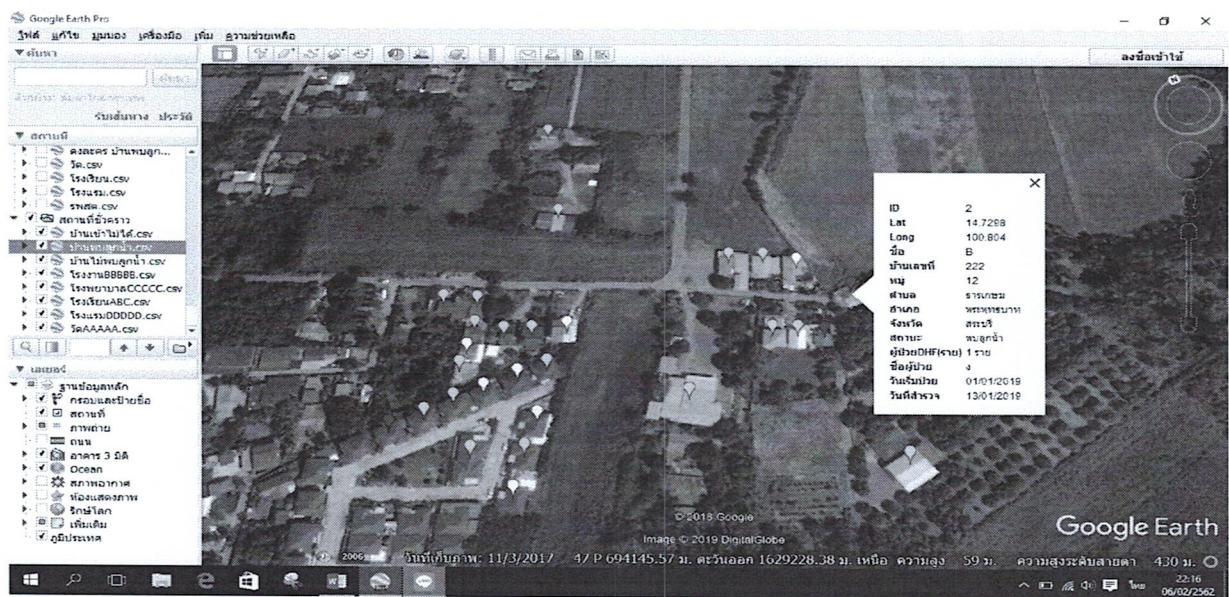 Google Earth Pro
ไฟล์ แก้ไข มุมมอง เครื่องมือ เพิ่ม ความช่วยเหลือ
▼ ค้นหา
ค้นหา
รับเส้นทาง ประวัติ
ลงชื่อเข้าใช้
▼ สถานที่
ดงละคร บ้านพบลูก...
วัด.csv
โรงเรียน.csv
โรงแรม.csv
รพสต.csv
สถานที่ชั่วคราว
บ้านเข้าไม่ได้.csv
บ้านพบลูกน้ำ.csv
บ้านไม่พบลูกน้ำ.csv
โรงงานBBBBB.csv
โรงพยาบาลCCCCC.csv
โรงเรียนABC.csv
โรงแรมDDDDD.csv
วัดAAAAA.csv
▼ เลเยอร์
ฐานข้อมูลหลัก
กรอบและป้ายชื่อ
สถานที่
ภาพถ่าย
ถนน
อาคาร 3 มิติ
Ocean
สภาพอากาศ
ห้องแสดงภาพ
รักษ์โลก
เพิ่มเติม
ภูมิประเทศ
ID 2
Lat 14.7298
Long 100.804
ชื่อ B
บ้านเลขที่ 222
หมู่ 12
ตำบล ธารเกษม
อำเภอ พระพุทธบาท
จังหวัด สระบุรี
สถานะ พบลูกน้ำ
ผู้ป่วยDHF(ราย) 1 ราย
ชื่อผู้ป่วย ง
วันเริ่มป่วย 01/01/2019
วันที่สำรวจ 13/01/2019
© 2018 Google
Image © 2019 DigitalGlobe
Google Earth
2006 วันที่เก็บภาพ: 11/3/2017 47 P 694145.57 ม. ตะวันออก 1629228.38 ม. เหนือ ความสูง 59 ม. ความสูงระดับสายตา 430 ม.
ไทย
22:16
06/02/2562